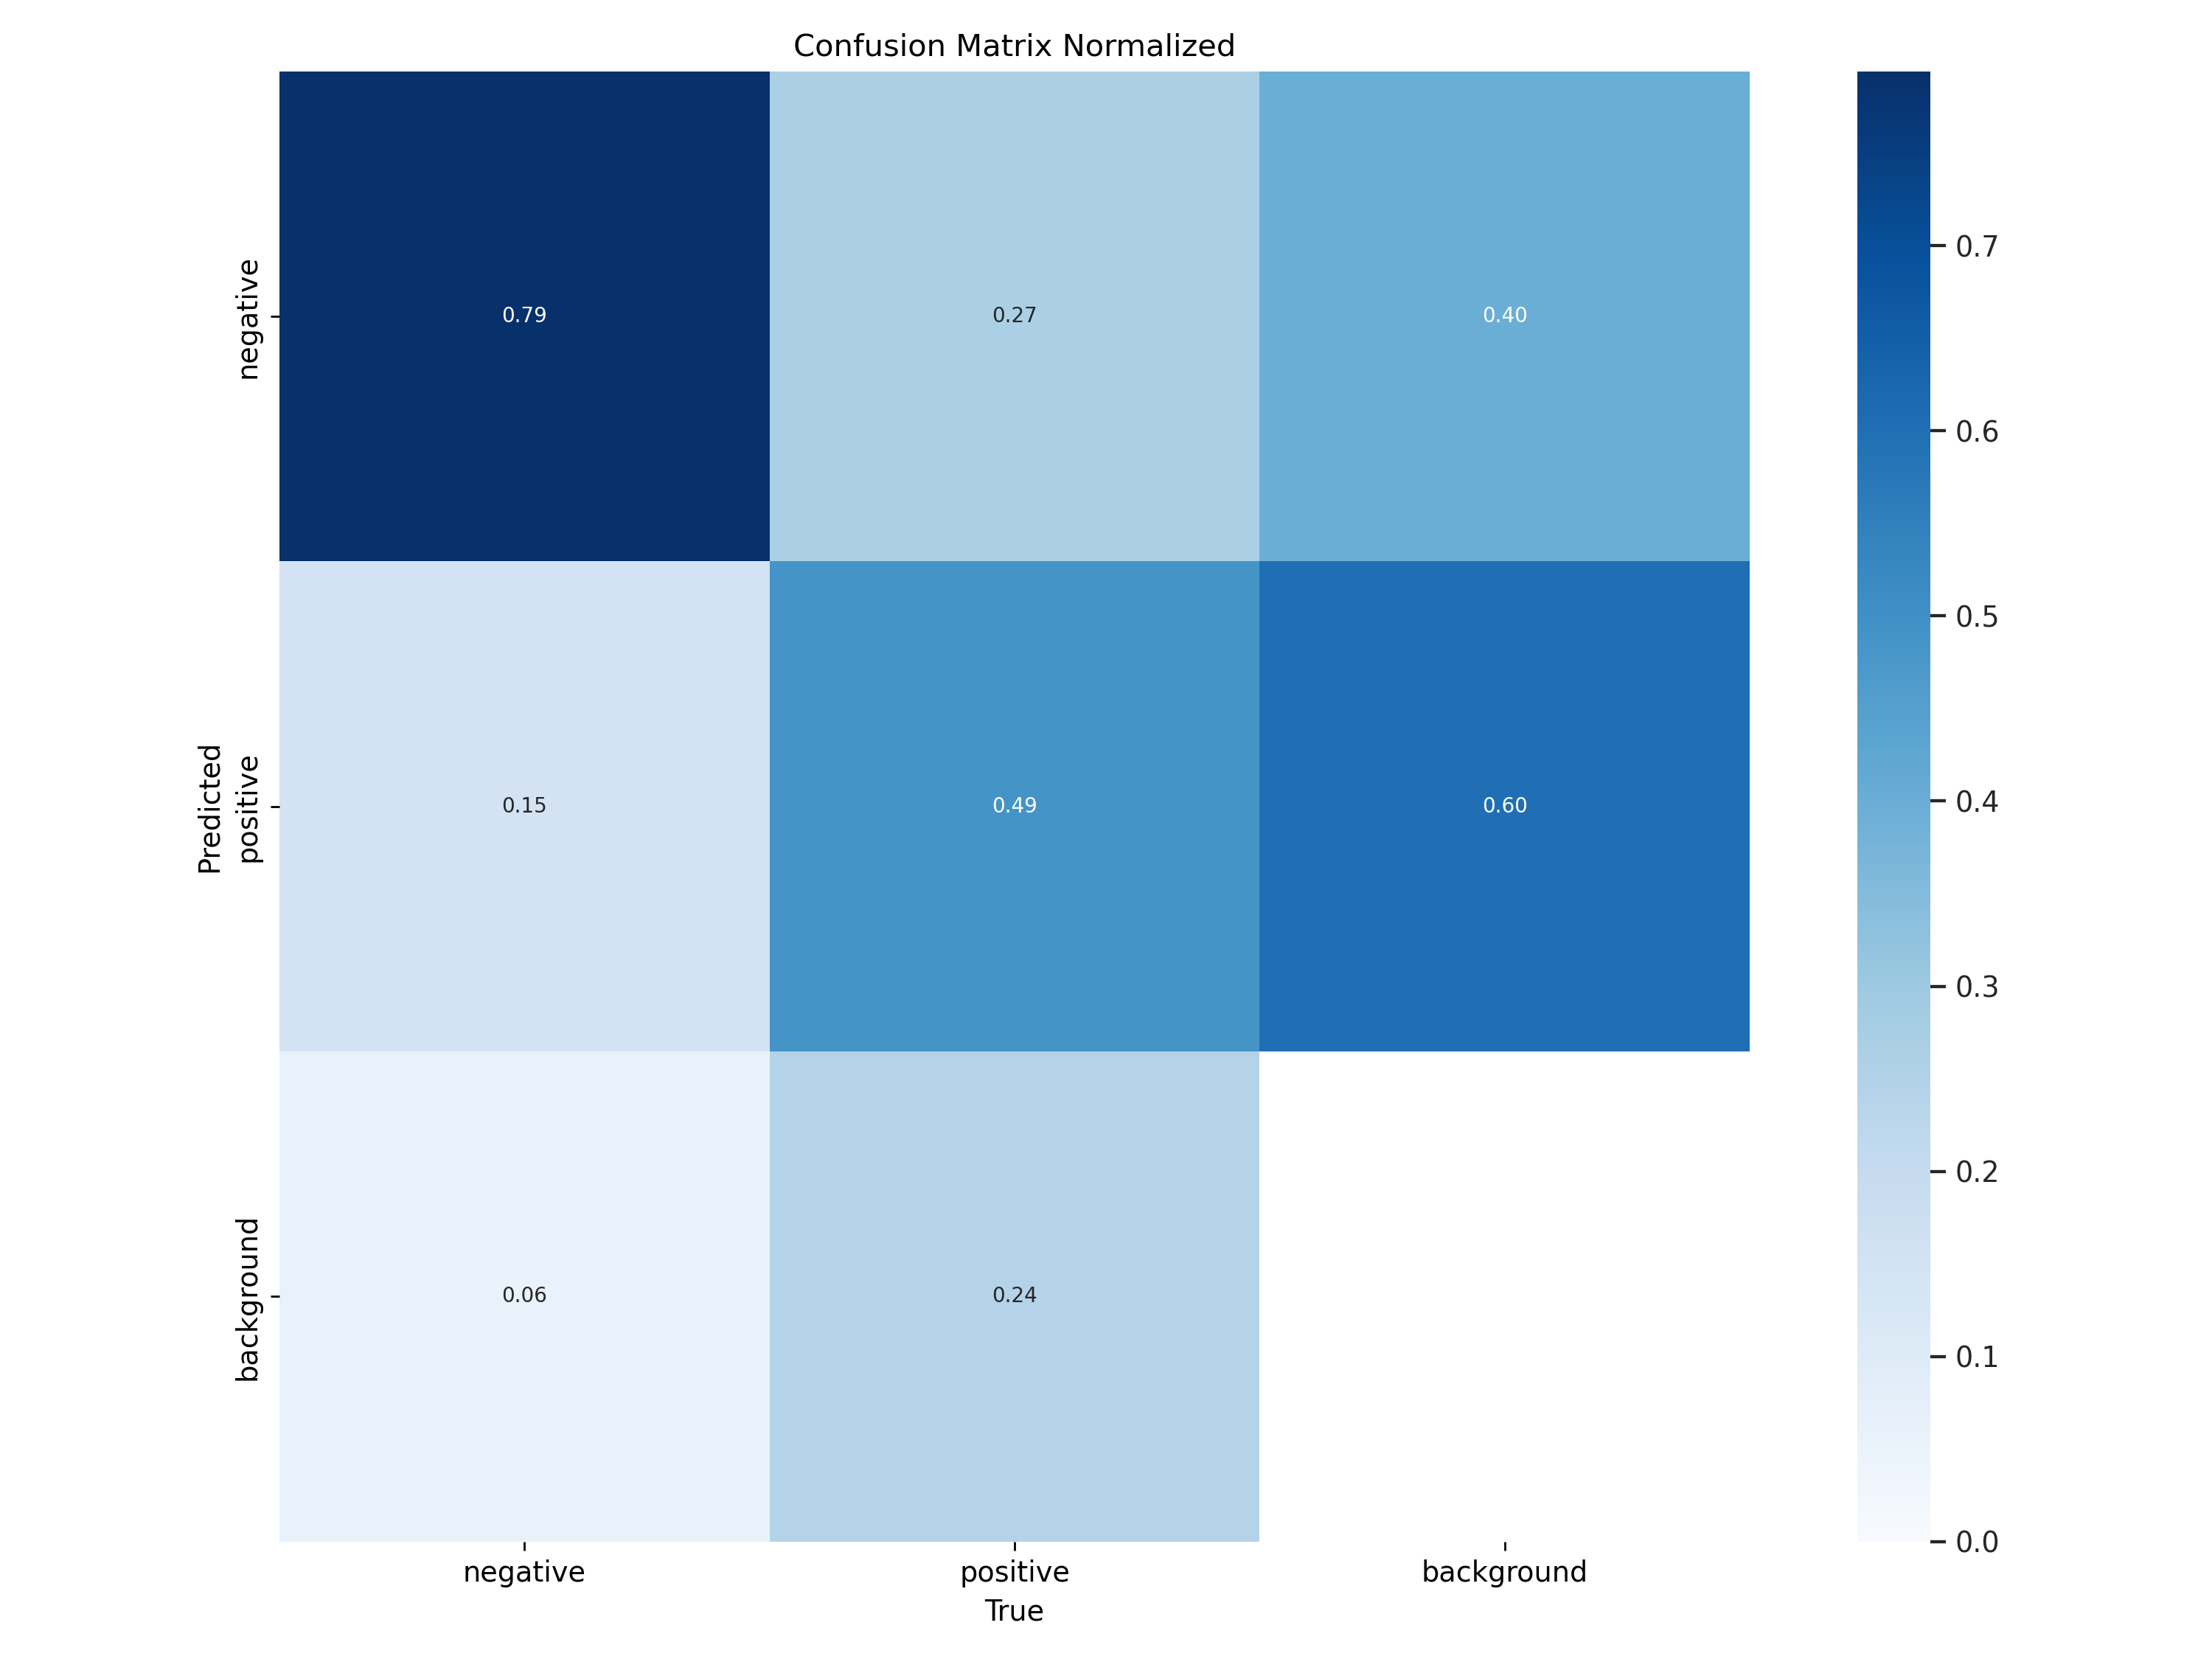 Confusion Matrix Normalized
negative
0.79
0.27
0.40
Predicted
positive
0.15
0.49
0.60
background
0.06
0.24
negative
positive
background
True
0.7
0.6
0.5
0.4
0.3
0.2
0.1
0.0